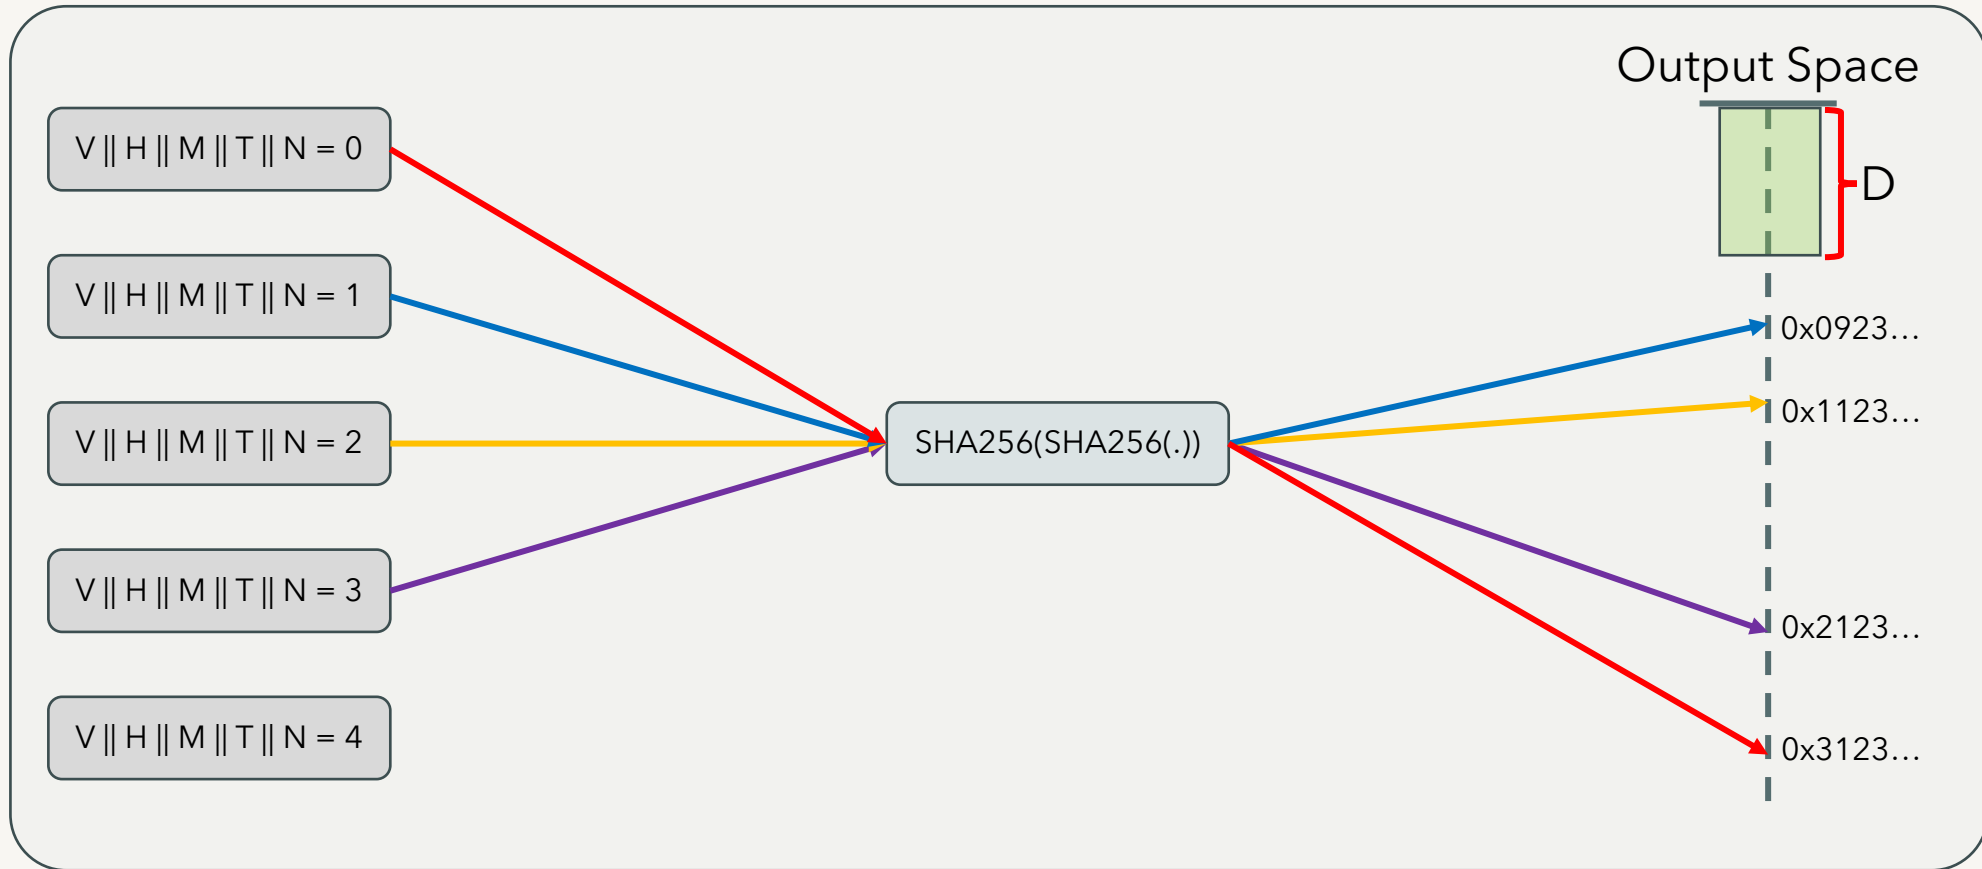 Output Space
V || H || M || T || N = 0
D
V || H || M || T || N = 1
0x0923…
0x1123…
V || H || M || T || N = 2
SHA256(SHA256(.))
V || H || M || T || N = 3
0x2123…
V || H || M || T || N = 4
0x3123…